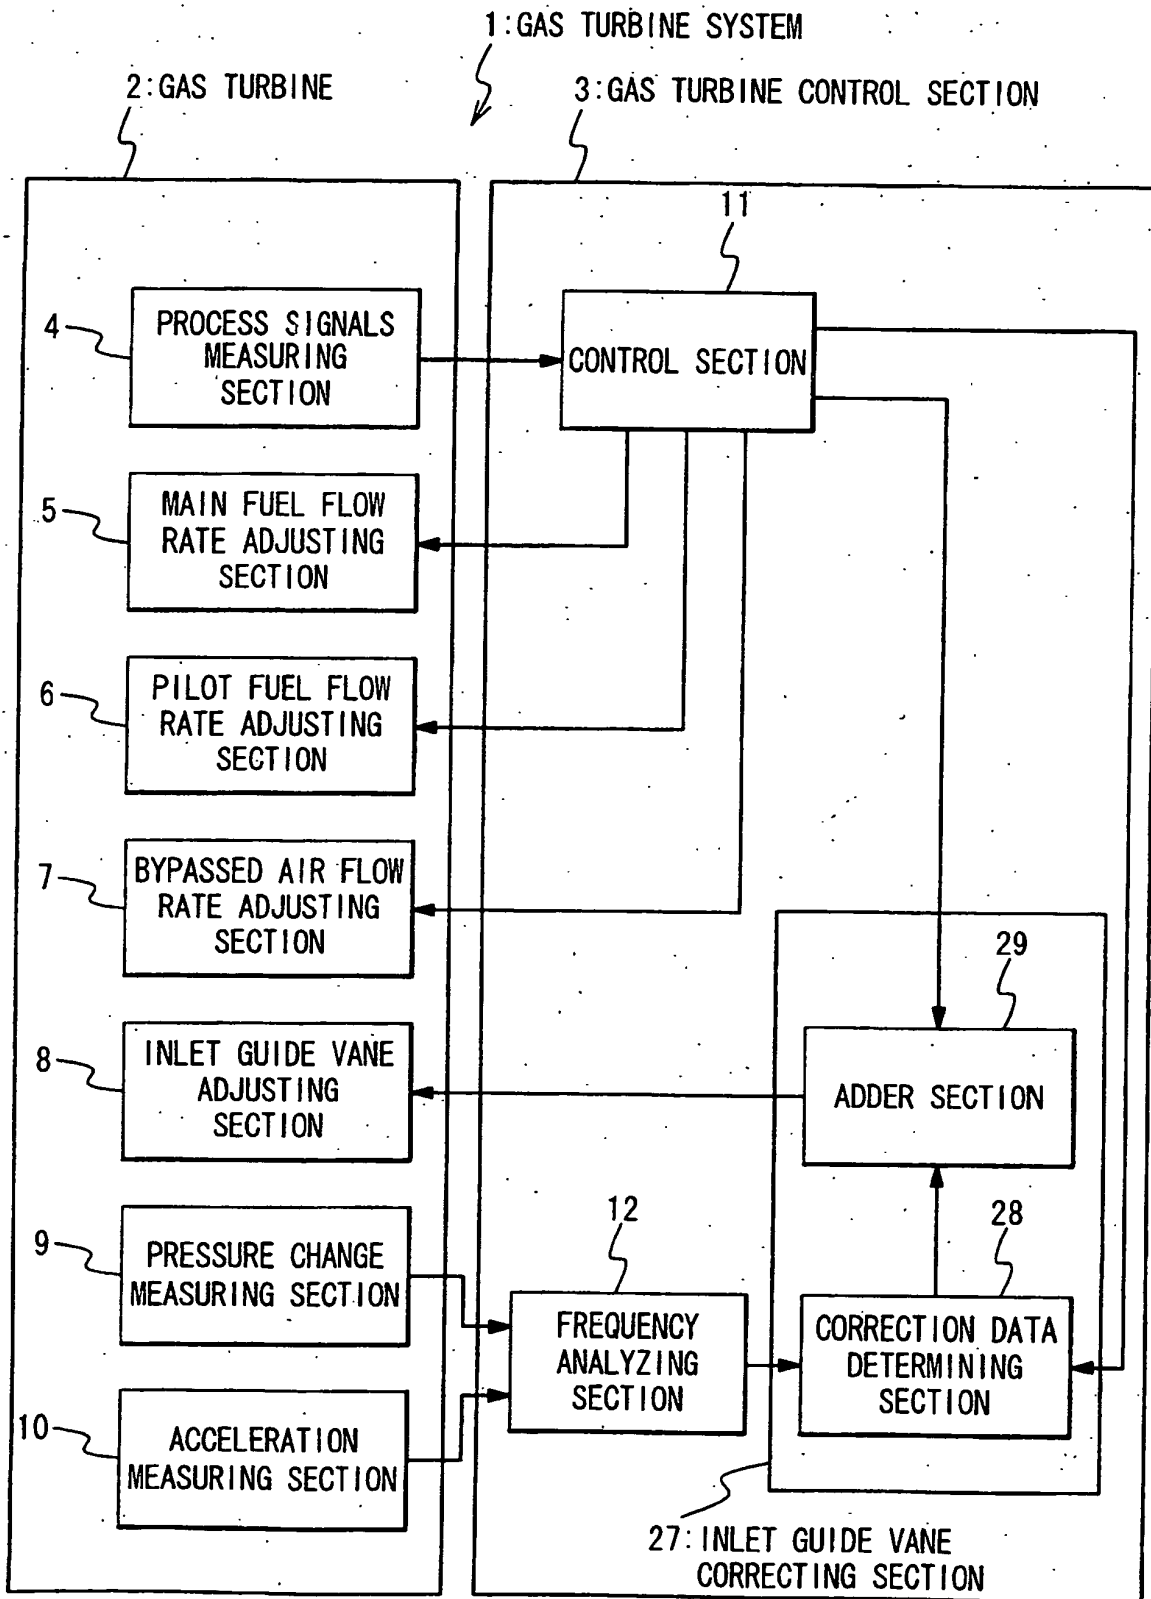 1:GAS TURBINE SYSTEM
2:GAS TURBINE
3:GAS TURBINE CONTROL SECTION
11
4
PROCESS SIGNALS
MEASURING
SECTION
CONTROL SECTION
5
MAIN FUEL FLOW
RATE ADJUSTING
SECTION
6
PILOT FUEL FLOW
RATE ADJUSTING
SECTION
7
BYPASSED AIR FLOW
RATE ADJUSTING
SECTION
29
8
INLET GUIDE VANE
ADJUSTING
SECTION
ADDER SECTION
9
PRESSURE CHANGE
MEASURING SECTION
12
28
FREQUENCY
ANALYZING
SECTION
CORRECTION DATA
DETERMINING
SECTION
10
ACCELERATION
MEASURING SECTION
27:INLET GUIDE VANE
CORRECTING SECTION